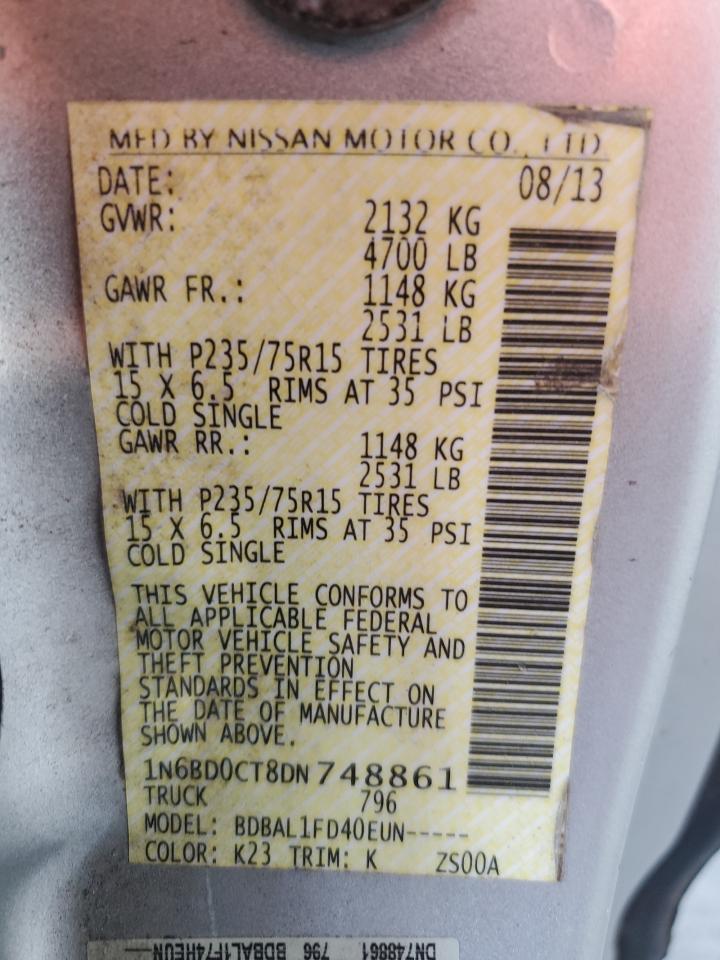 MFD BY NISSAN MOTOR CO., LTD.
DATE: 08/13
GVWR: 2132 KG
4700 LB
GAWR FR.: 1148 KG
2531 LB
WITH P235/75R15 TIRES
15 X 6.5 RIMS AT 35 PSI
COLD SINGLE
GAWR RR.: 1148 KG
2531 LB
WITH P235/75R15 TIRES
15 X 6.5 RIMS AT 35 PSI
COLD SINGLE
THIS VEHICLE CONFORMS TO
ALL APPLICABLE FEDERAL
MOTOR VEHICLE SAFETY AND
THEFT PREVENTION
STANDARDS IN EFFECT ON
THE DATE OF MANUFACTURE
SHOWN ABOVE.
1N6BD0CT8DN748861
TRUCK 796
MODEL: BDBAL1FD40EUN-----
COLOR: K23 TRIM: K ZS00A
DN748861 796 BDBAL1F74HEUN